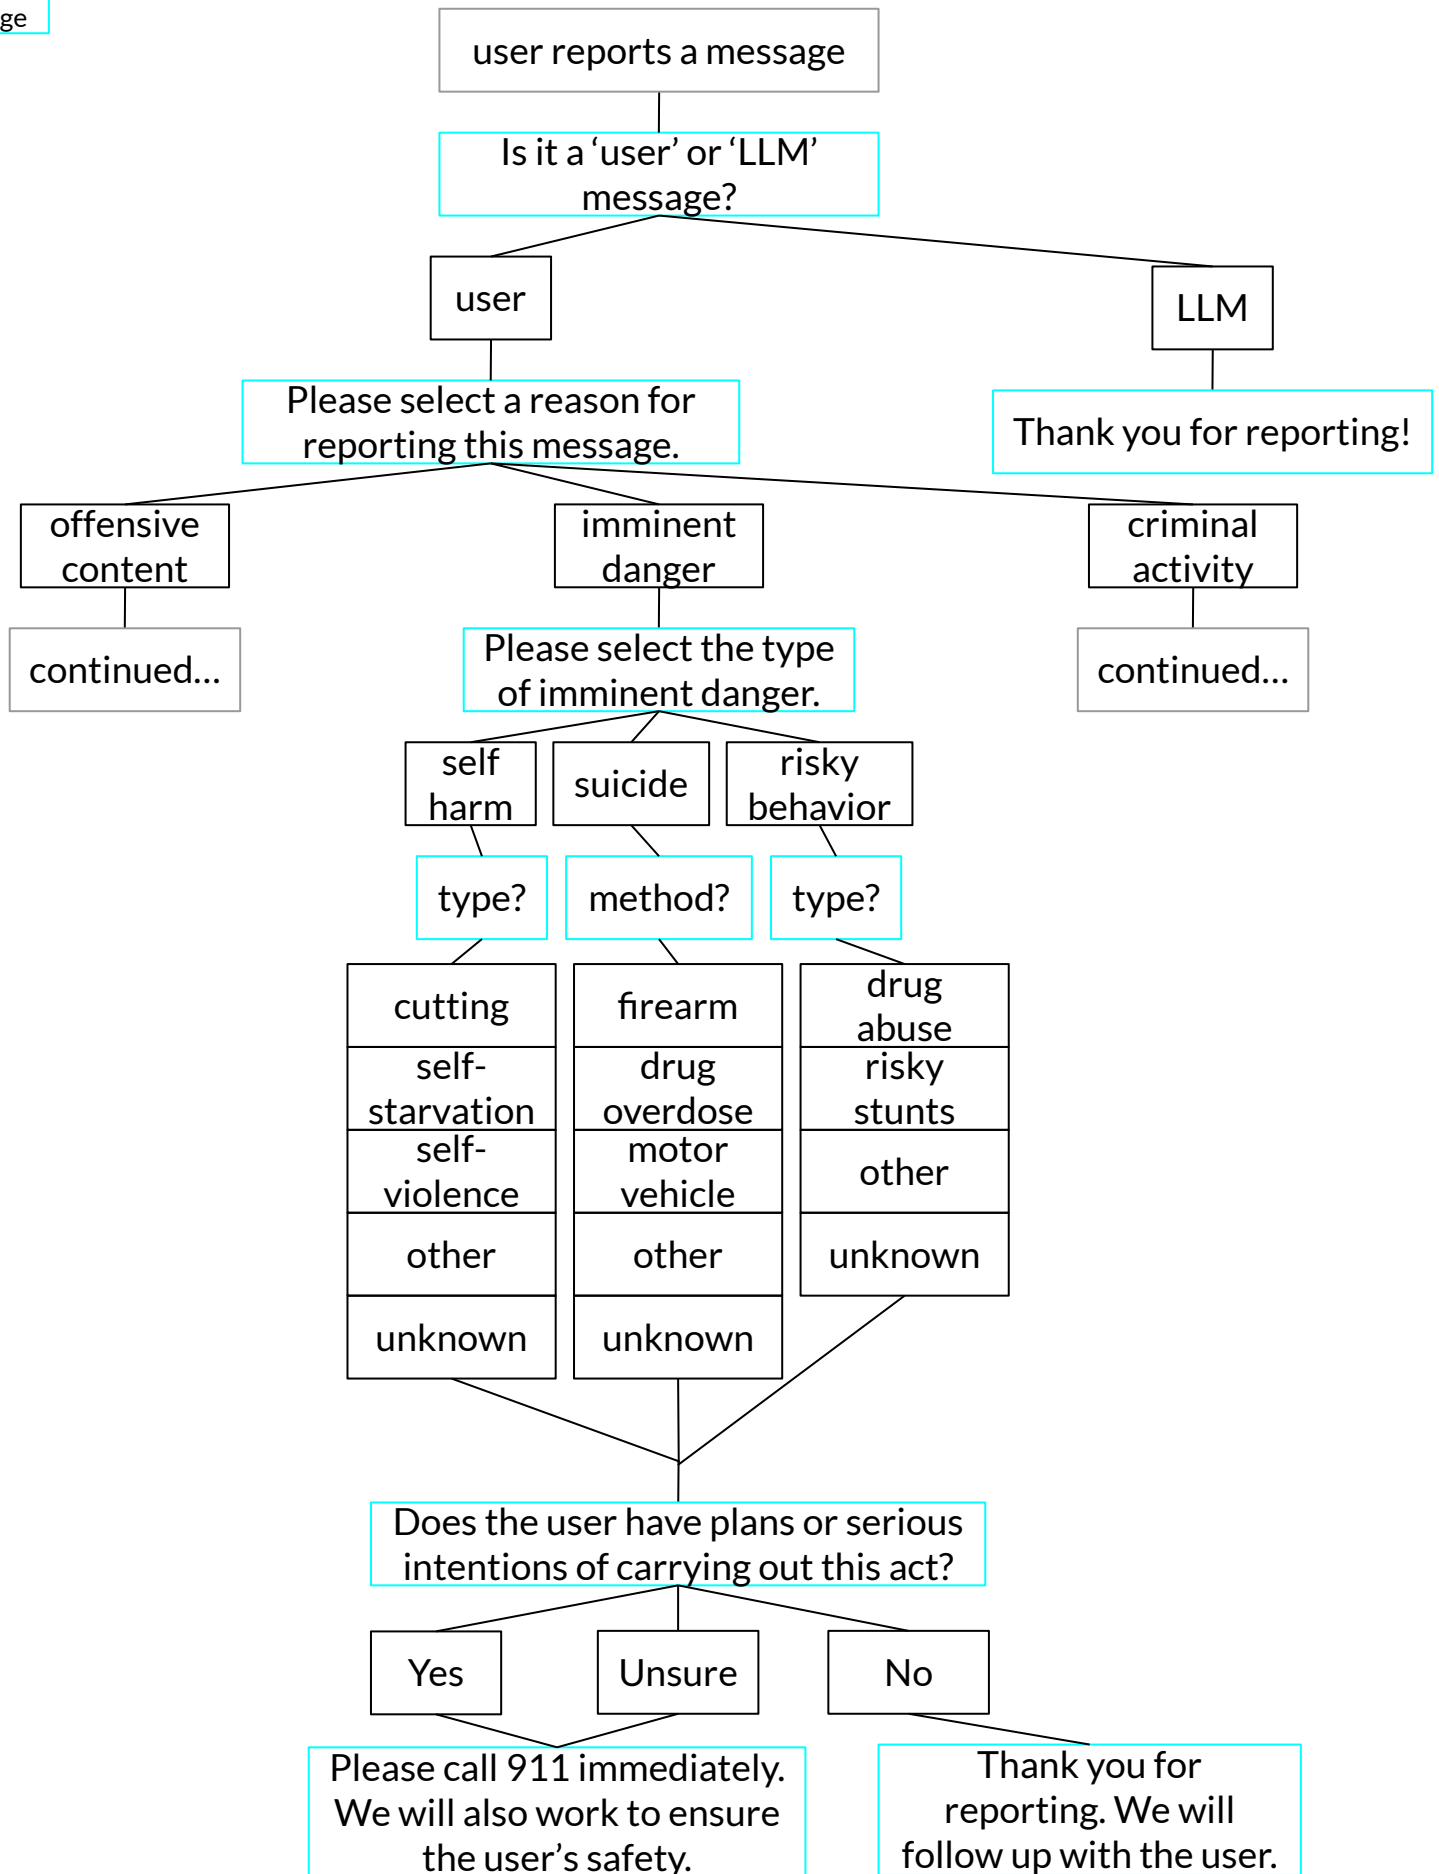 ge
user reports a message
Is it a ‘user’ or ‘LLM’
message?
user
LLM
Please select a reason for
reporting this message.
Thank you for reporting!
offensive
content
imminent
danger
criminal
activity
continued...
Please select the type
of imminent danger.
continued...
self
harm
suicide
risky
behavior
type?
method?
type?
cutting
self-
starvation
self-
violence
other
unknown
firearm
drug
overdose
motor
vehicle
other
unknown
drug
abuse
risky
stunts
other
unknown
Does the user have plans or serious
intentions of carrying out this act?
Yes
Unsure
No
Please call 911 immediately.
We will also work to ensure
the user’s safety.
Thank you for
reporting. We will
follow up with the user.